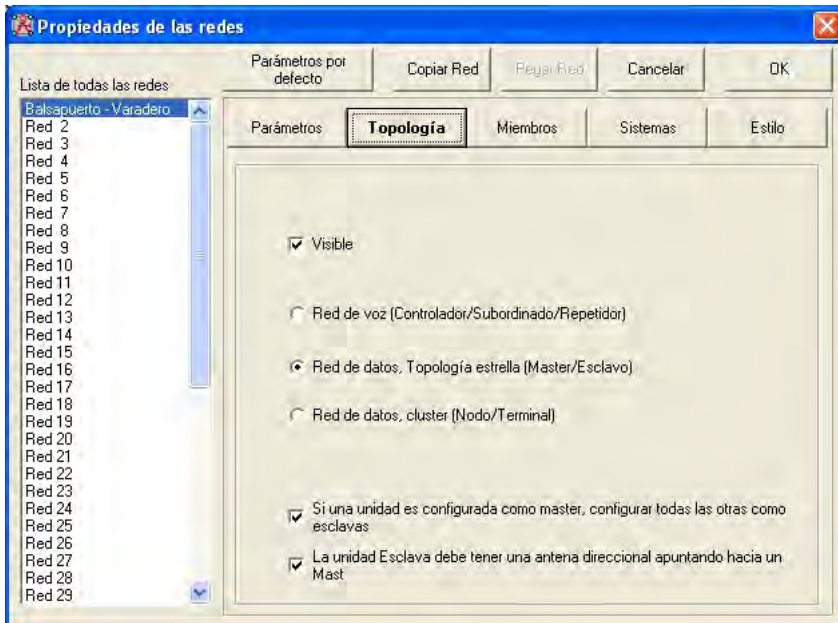 Propiedades de las redes
Lista de todas las redes
Parámetros por
defecto
Copiar Red
Pegar Red
Cancelar
OK
Balsapuerto - Varadero
Red 2
Red 3
Red 4
Red 5
Red 6
Red 7
Red 8
Red 9
Red 10
Red 11
Red 12
Red 13
Red 14
Red 15
Red 16
Red 17
Red 18
Red 19
Red 20
Red 21
Red 22
Red 23
Red 24
Red 25
Red 26
Red 27
Red 28
Red 29
Parámetros
Topología
Miembros
Sistemas
Estilo
Visible
Red de voz (Controlador/Subordinado/Repetidor)
Red de datos, Topología estrella (Master/Esclavo)
Red de datos, cluster (Nodo/Terminal)
Si una unidad es configurada como master, configurar todas las otras como
esclavas
La unidad Esclava debe tener una antena direccional apuntando hacia un
Mast